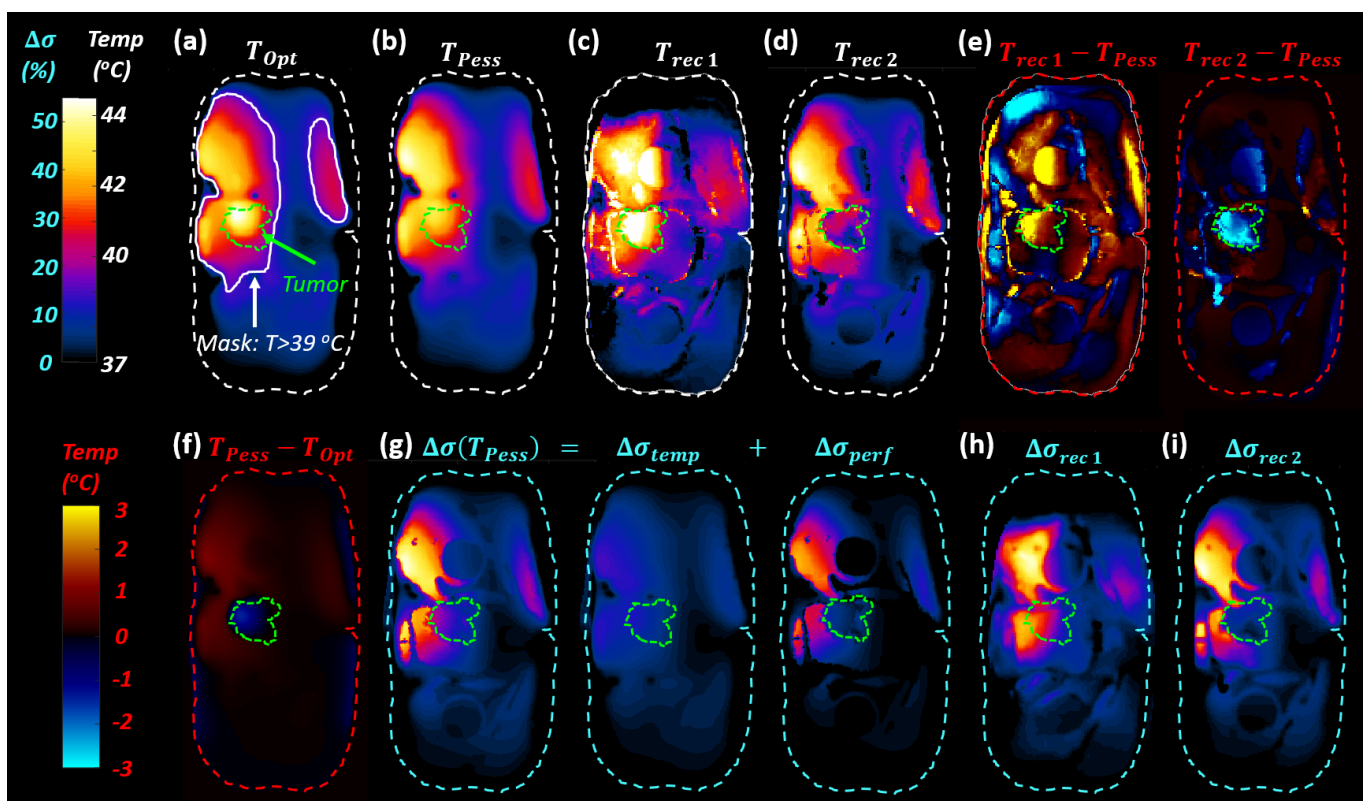 Δσ
(%)
Temp
(°C)
50
40
30
20
10
0
44
42
40
37
(a)
T_Opt
(b)
T_Pess
(c)
T_rec 1
(d)
T_rec 2
(e)
T_rec 1 − T_Pess
T_rec 2 − T_Pess
Tumor
Mask: T>39 °C
Temp
(°C)
3
2
1
0
-1
-2
-3
(f)
T_Pess − T_Opt
(g)
Δσ(T_Pess) = Δσ_temp + Δσ_perf
(h)
Δσ_rec 1
(i)
Δσ_rec 2